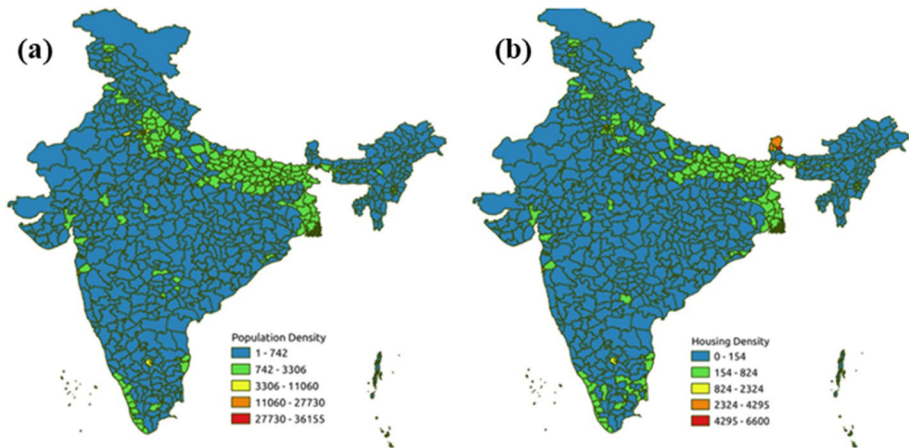 (a)
Population Density
1 - 742
742 - 3306
3306 - 11060
11060 - 27730
27730 - 36155
(b)
Housing Density
0 - 154
154 - 824
824 - 2324
2324 - 4295
4295 - 6600